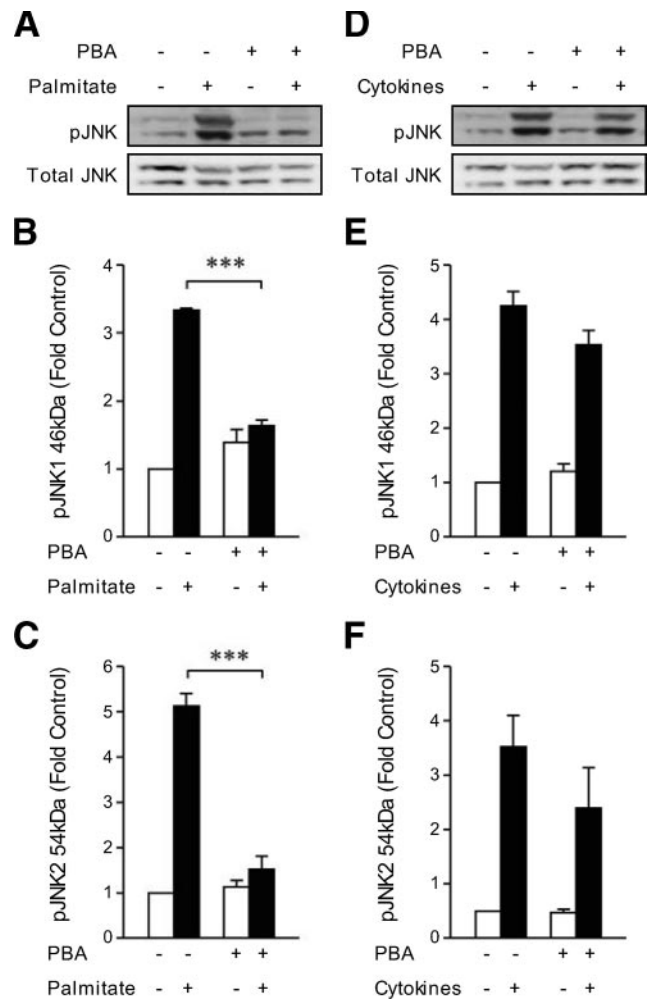 A
PBA - - + +
Palmitate - + - +
pJNK
Total JNK
D
PBA - - + +
Cytokines - + - +
pJNK
Total JNK
B
pJNK1 46kDa (Fold Control)
4
3
2
1
0
***
PBA - - + +
Palmitate - + - +
E
pJNK1 46kDa (Fold Control)
5
4
3
2
1
0
PBA - - + +
Cytokines - + - +
C
pJNK2 54kDa (Fold Control)
6
5
4
3
2
1
0
***
PBA - - + +
Palmitate - + - +
F
pJNK2 54kDa (Fold Control)
5
4
3
2
1
0
PBA - - + +
Cytokines - + - +